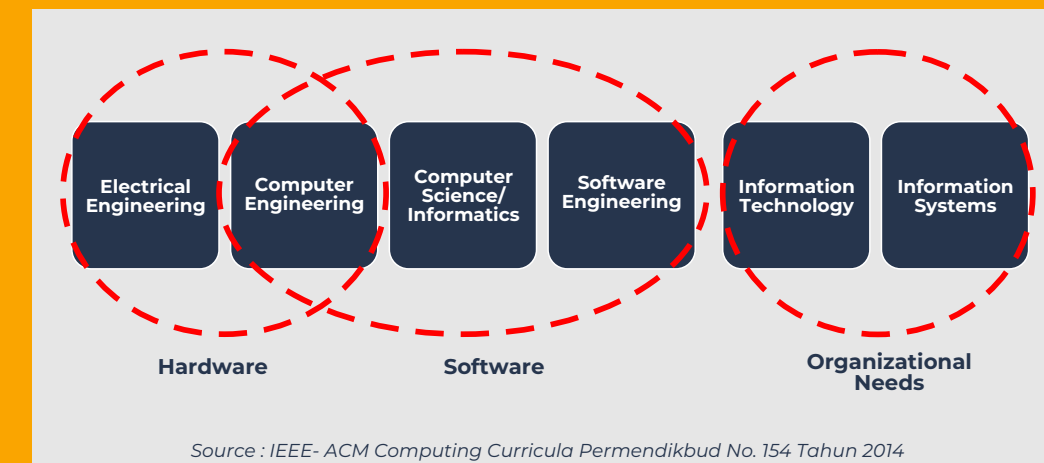 Electrical
Engineering
Computer
Engineering
Computer
Science/
Informatics
Software
Engineering
Information
Technology
Information
Systems
Hardware
Software
Organizational
Needs
Source : IEEE- ACM Computing Curricula Permendikbud No. 154 Tahun 2014